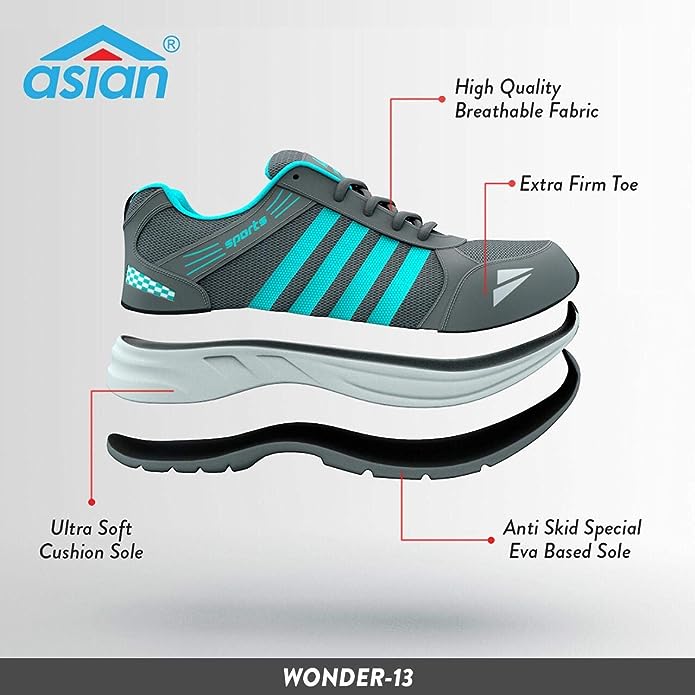 asian®
High Quality
Breathable Fabric
Extra Firm Toe
sports
Ultra Soft
Cushion Sole
Anti Skid Special
Eva Based Sole
WONDER-13